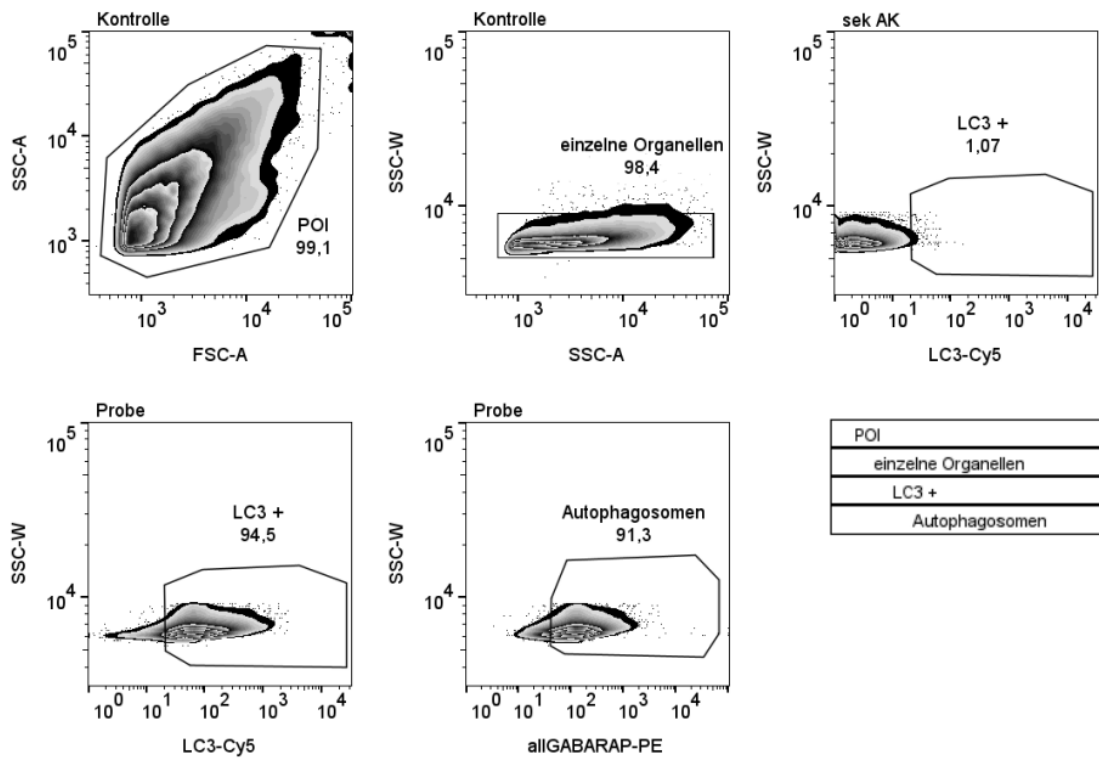 Kontrolle
10^5
10^4
10^3
SSC-A
POI
99,1
10^3
10^4
10^5
FSC-A
Kontrolle
10^5
10^4
SSC-W
einzelne Organellen
98,4
10^3
10^4
10^5
SSC-A
sek AK
10^5
10^4
SSC-W
LC3 +
1,07
10^0
10^1
10^2
10^3
10^4
LC3-Cy5
Probe
10^5
10^4
SSC-W
LC3 +
94,5
10^0
10^1
10^2
10^3
10^4
LC3-Cy5
Probe
10^5
10^4
SSC-W
Autophagosomen
91,3
10^0
10^1
10^2
10^3
10^4
allGABARAP-PE
POI
einzelne Organellen
LC3 +
Autophagosomen